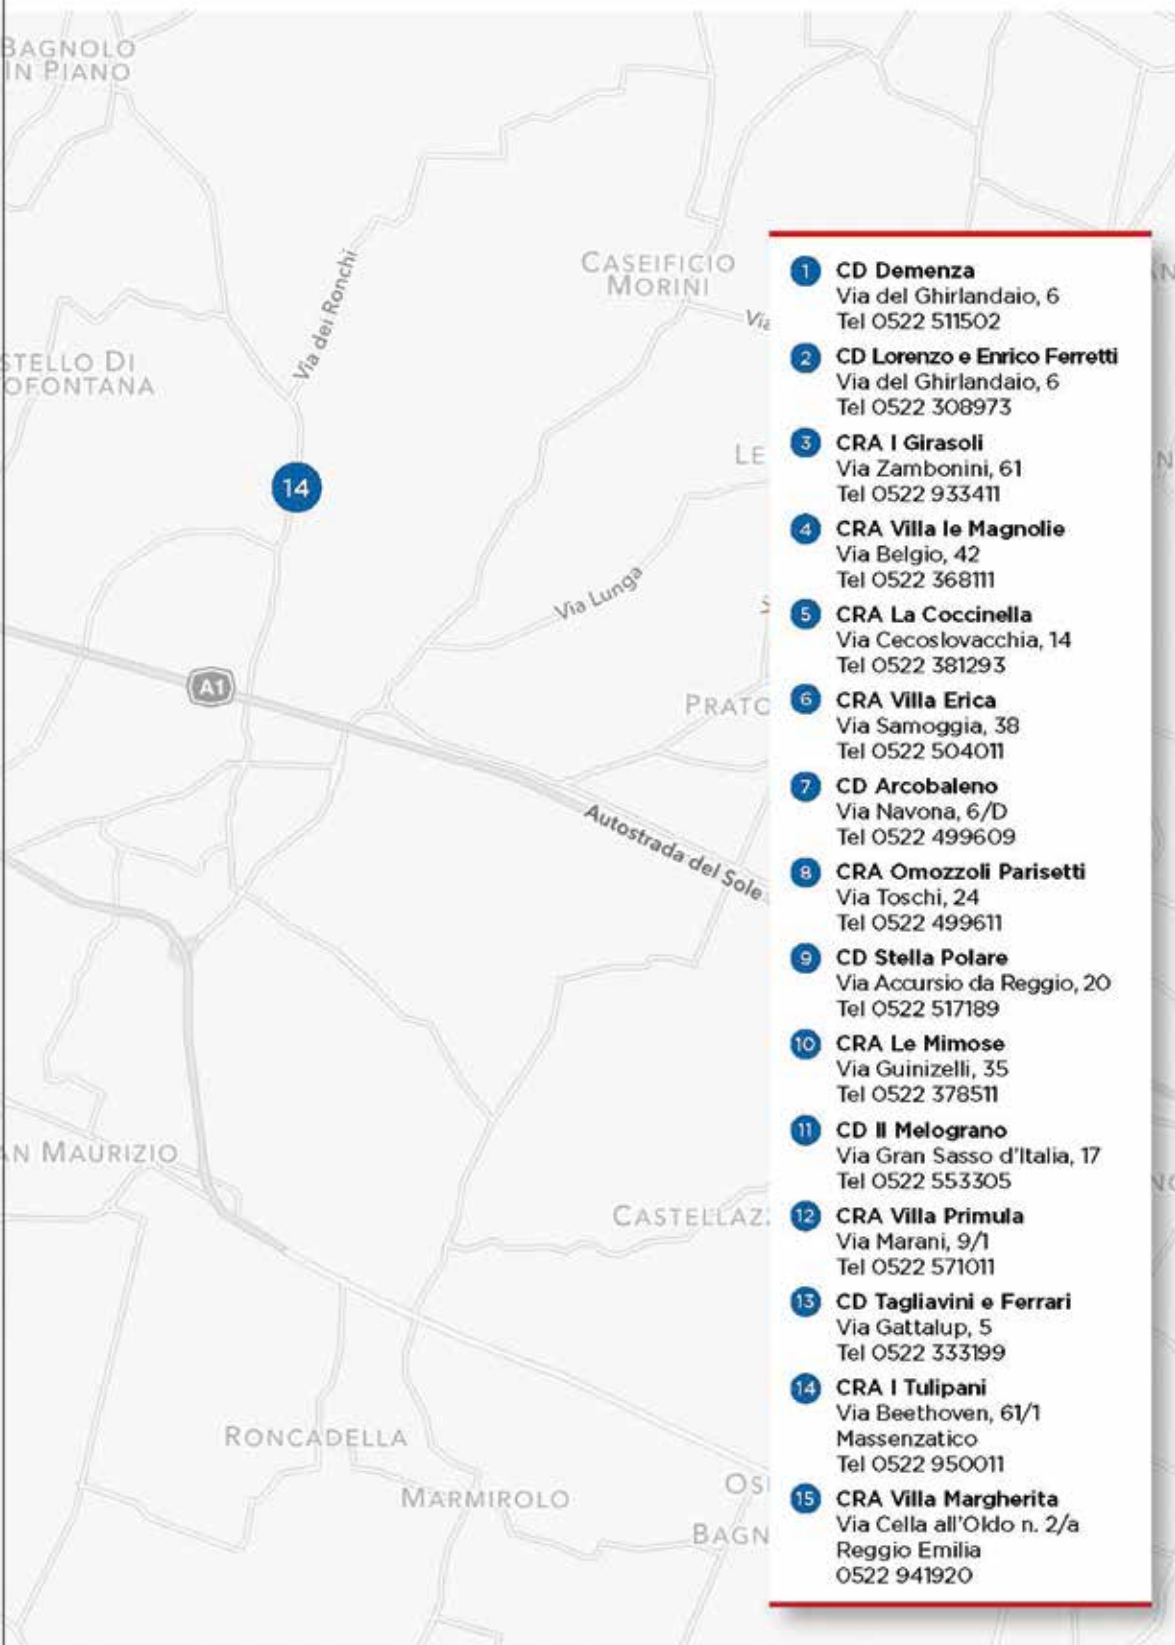 BAGNOLO
IN PIANO
Via dei Ronchi
CASEIFICIO
MORINI
Via
STELLO DI
OFONTANA
LE
14
Via Lunga
A1
PRATO
Autostrada del Sole
AN MAURIZIO
CASTELLAZ
RONCADELLA
MARMIROLO
OS
BAGN
1 CD Demenza
Via del Ghirlandaio, 6
Tel 0522 511502
2 CD Lorenzo e Enrico Ferretti
Via del Ghirlandaio, 6
Tel 0522 308973
3 CRA I Girasoli
Via Zambonini, 61
Tel 0522 933411
4 CRA Villa le Magnolie
Via Belgio, 42
Tel 0522 368111
5 CRA La Coccinella
Via Cecoslovacchia, 14
Tel 0522 381293
6 CRA Villa Erica
Via Samoggia, 38
Tel 0522 504011
7 CD Arcobaleno
Via Navona, 6/D
Tel 0522 499609
8 CRA Omozzoli Parisetti
Via Toschi, 24
Tel 0522 499611
9 CD Stella Polare
Via Accursio da Reggio, 20
Tel 0522 517189
10 CRA Le Mimose
Via Guinizelli, 35
Tel 0522 378511
11 CD Il Melograno
Via Gran Sasso d'Italia, 17
Tel 0522 553305
12 CRA Villa Primula
Via Marani, 9/1
Tel 0522 571011
13 CD Tagliavini e Ferrari
Via Gattalup, 5
Tel 0522 333199
14 CRA I Tulipani
Via Beethoven, 61/1
Massenzatico
Tel 0522 950011
15 CRA Villa Margherita
Via Cella all'Oldo n. 2/a
Reggio Emilia
0522 941920